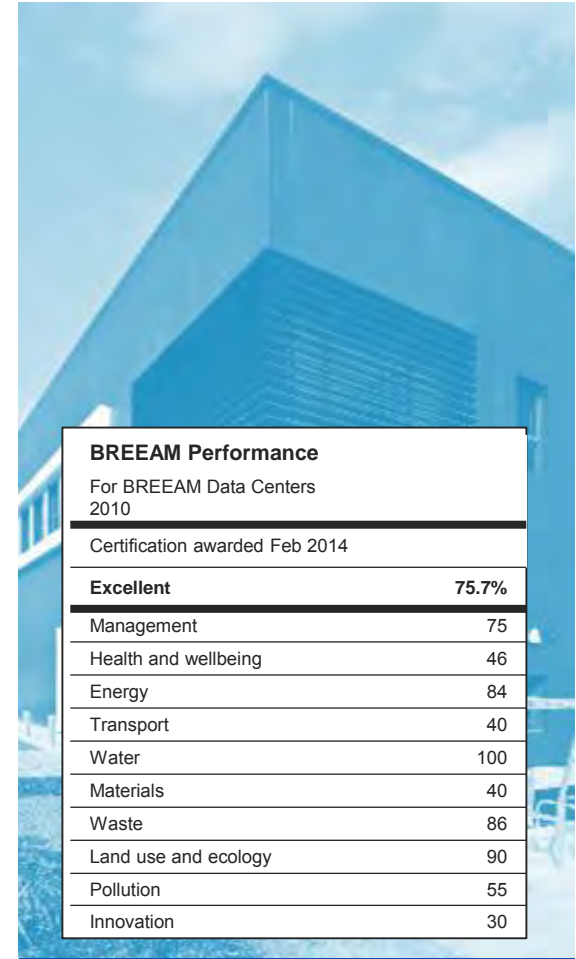 BREEAM Performance
For BREEAM Data Centers
2010
Certification awarded Feb 2014
Excellent 75.7%
Management 75
Health and wellbeing 46
Energy 84
Transport 40
Water 100
Materials 40
Waste 86
Land use and ecology 90
Pollution 55
Innovation 30